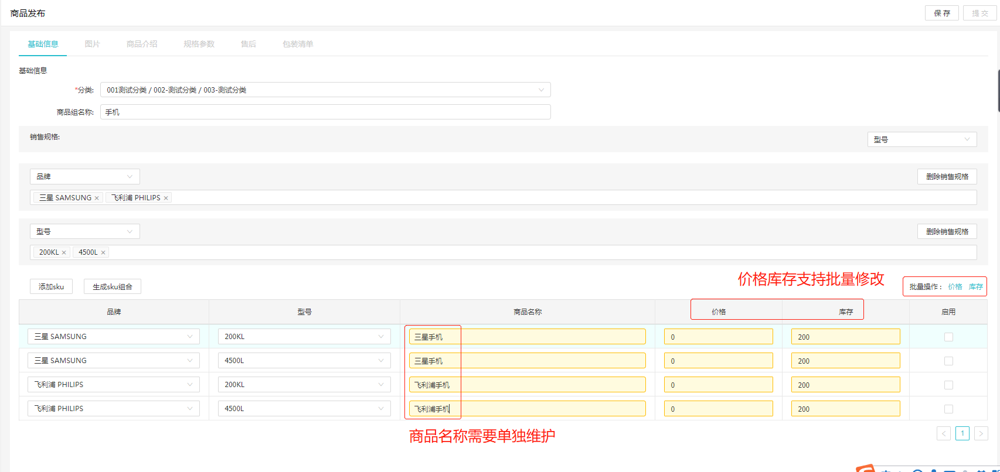 商品发布
保 存
提 交
基础信息 图片 商品介绍 规格参数 售后 包装清单
基础信息
*分类: 001测试分类 / 002-测试分类 / 003-测试分类
商品组名称: 手机
销售规格: 型号
品牌 删除销售规格
三星 SAMSUNG × 飞利浦 PHILIPS ×
型号 删除销售规格
200KL × 4500L ×
价格库存支持批量修改
添加sku 生成sku组合 批量操作： 价格 库存
品牌 型号 商品名称 价格 库存 启用
三星 SAMSUNG 200KL 三星手机 0 200
三星 SAMSUNG 4500L 三星手机 0 200
飞利浦 PHILIPS 200KL 飞利浦手机 0 200
飞利浦 PHILIPS 4500L 飞利浦手机 0 200
< 1 >
商品名称需要单独维护